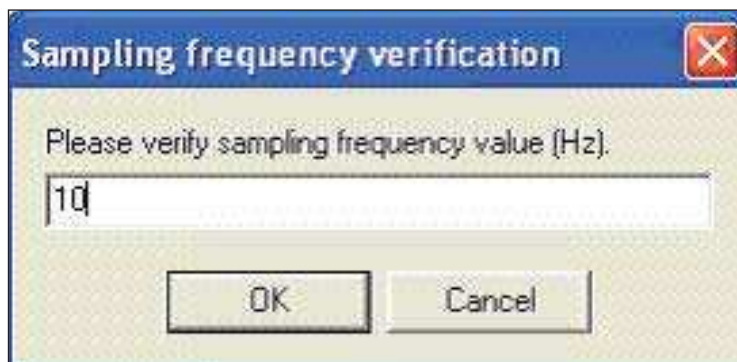 Sampling frequency verification
Please verify sampling frequency value (Hz).
10
OK Cancel